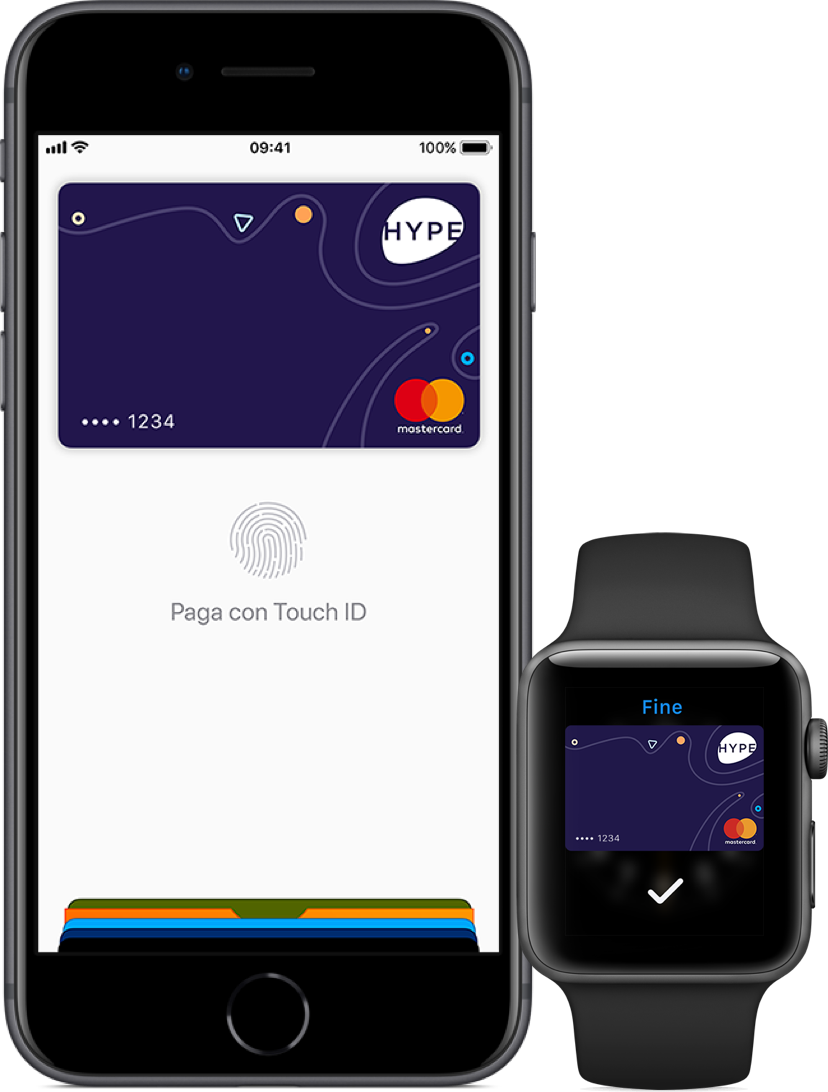 09:41 100%
HYPE
•••• 1234
mastercard.
Paga con Touch ID
Fine
HYPE
•••• 1234
mastercard.